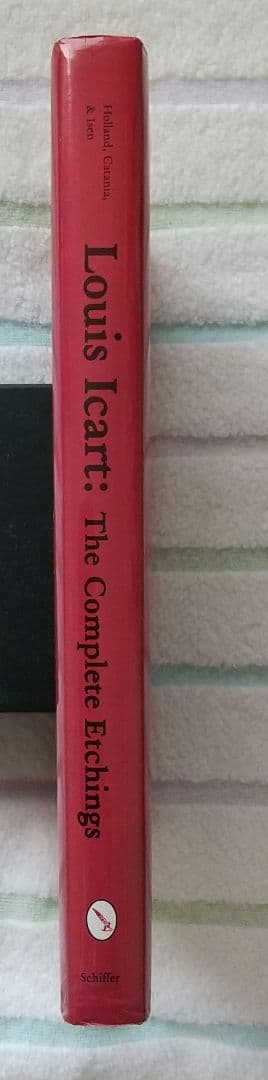 Holland, Catania,
& Isen
Louis Icart: The Complete Etchings
Schiffer